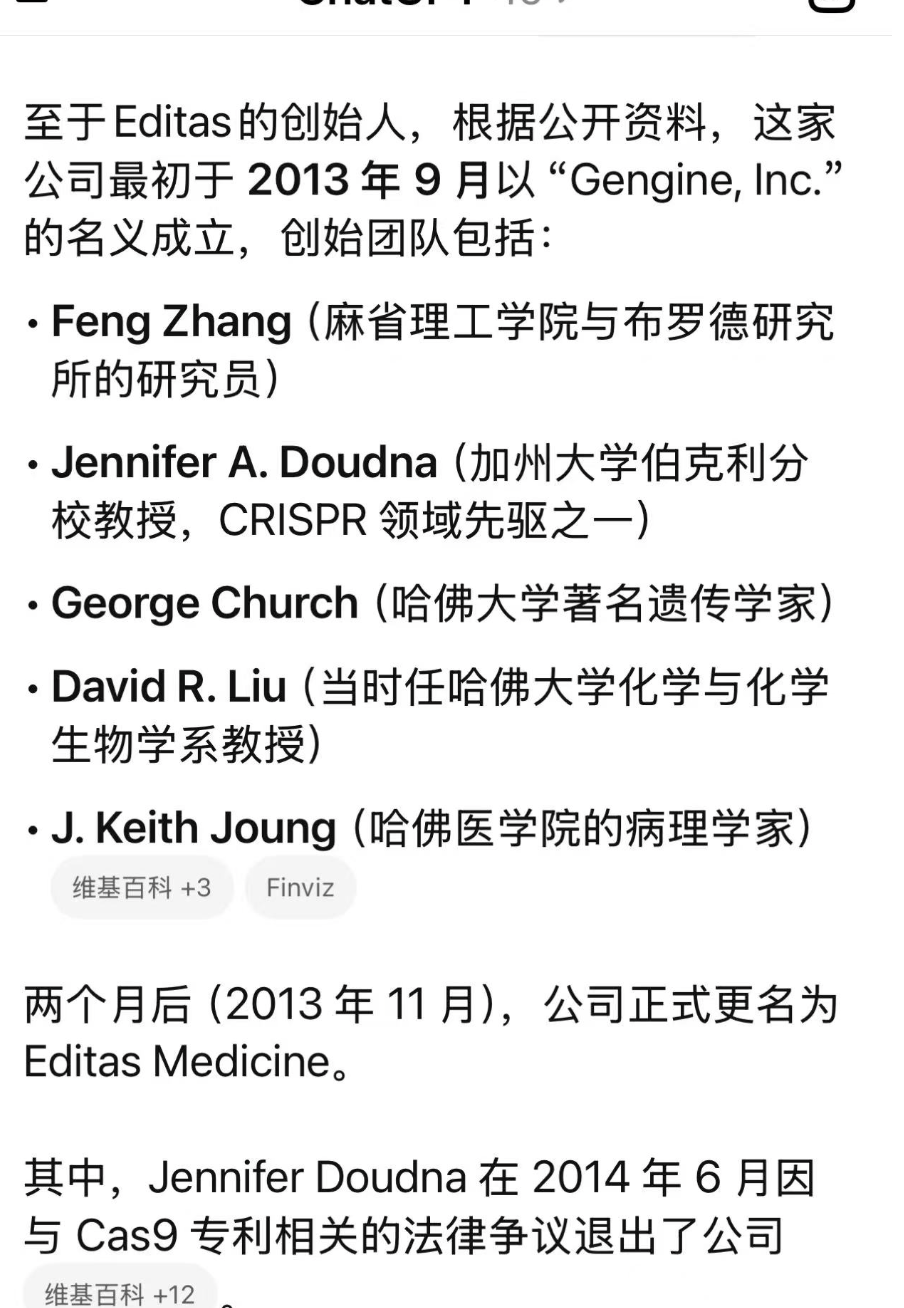 至于Editas的创始人，根据公开资料，这家
公司最初于 2013 年 9 月以 “Gengine, Inc.”
的名义成立，创始团队包括：
• Feng Zhang（麻省理工学院与布罗德研究
所的研究员）
• Jennifer A. Doudna（加州大学伯克利分
校教授，CRISPR 领域先驱之一）
• George Church（哈佛大学著名遗传学家）
• David R. Liu（当时任哈佛大学化学与化学
生物学系教授）
• J. Keith Joung（哈佛医学院的病理学家）
维基百科 +3 Finviz
两个月后（2013 年 11 月），公司正式更名为
Editas Medicine。
其中，Jennifer Doudna 在 2014 年 6 月因
与 Cas9 专利相关的法律争议退出了公司
维基百科 +12 。